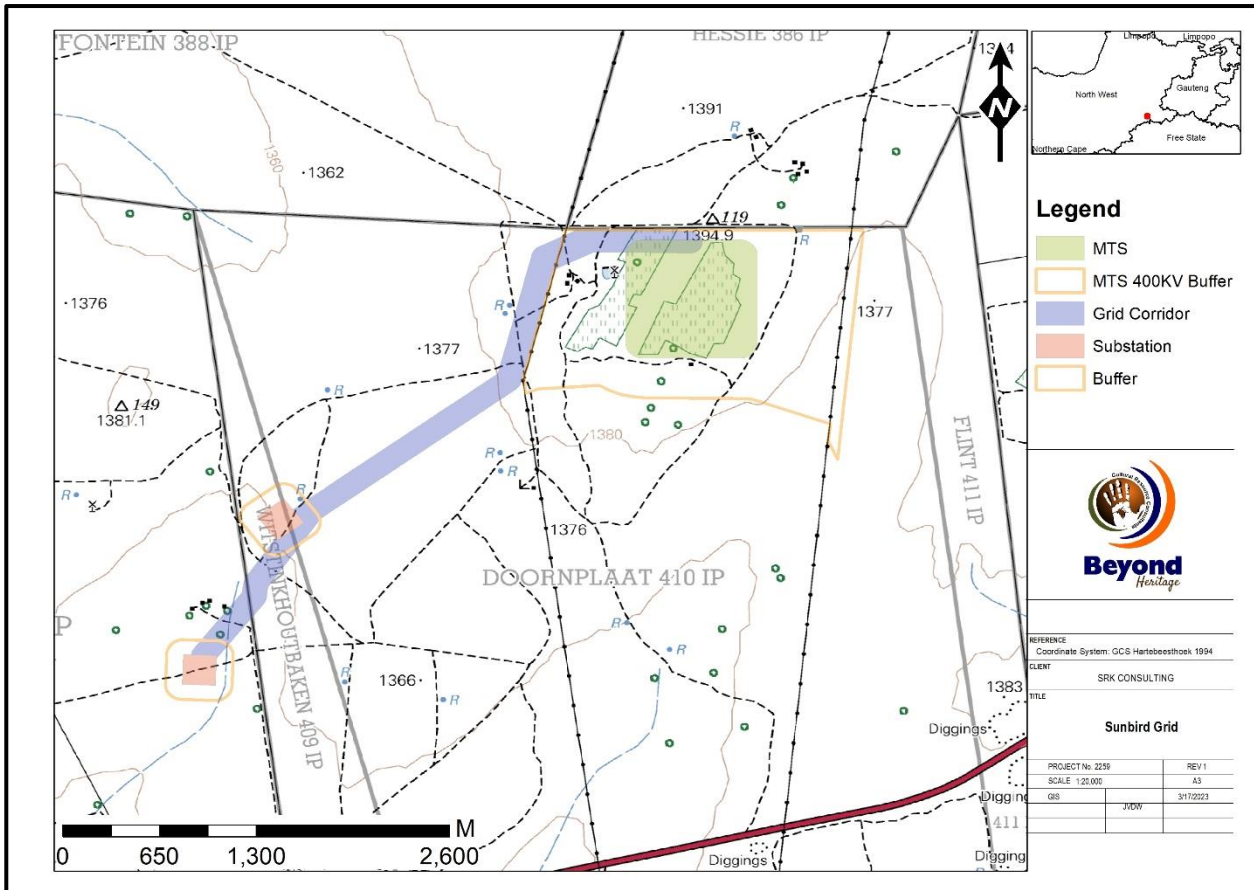 TFONTEIN 388 IP
HESSIE 386 IP
1391
R
1360
1362
119
1394.9
R
1376
R
1377
1377
149
1381.1
R
1380
R
R
R
R
FLINT 411 IP
1376
WITSTINKHOUTBAKEN 409 IP
DOORNPLAAT 410 IP
P
R
R
R
1366
R
1383
Diggings
Digging
411
Diggings
Digging
0 650 1,300 2,600 M
N
Limpopo
Limpopo
North West
Gauteng
Free State
Northern Cape
Legend
MTS
MTS 400KV Buffer
Grid Corridor
Substation
Buffer
Cultural Resource Consultants
Beyond
Heritage
REFERENCE
Coordinate System: GCS Hartebeesthoek 1994
CLIENT
SRK CONSULTING
TITLE
Sunbird Grid
PROJECT No. 2259 REV 1
SCALE 1:20,000 A3
GIS JVDW 3/17/2023